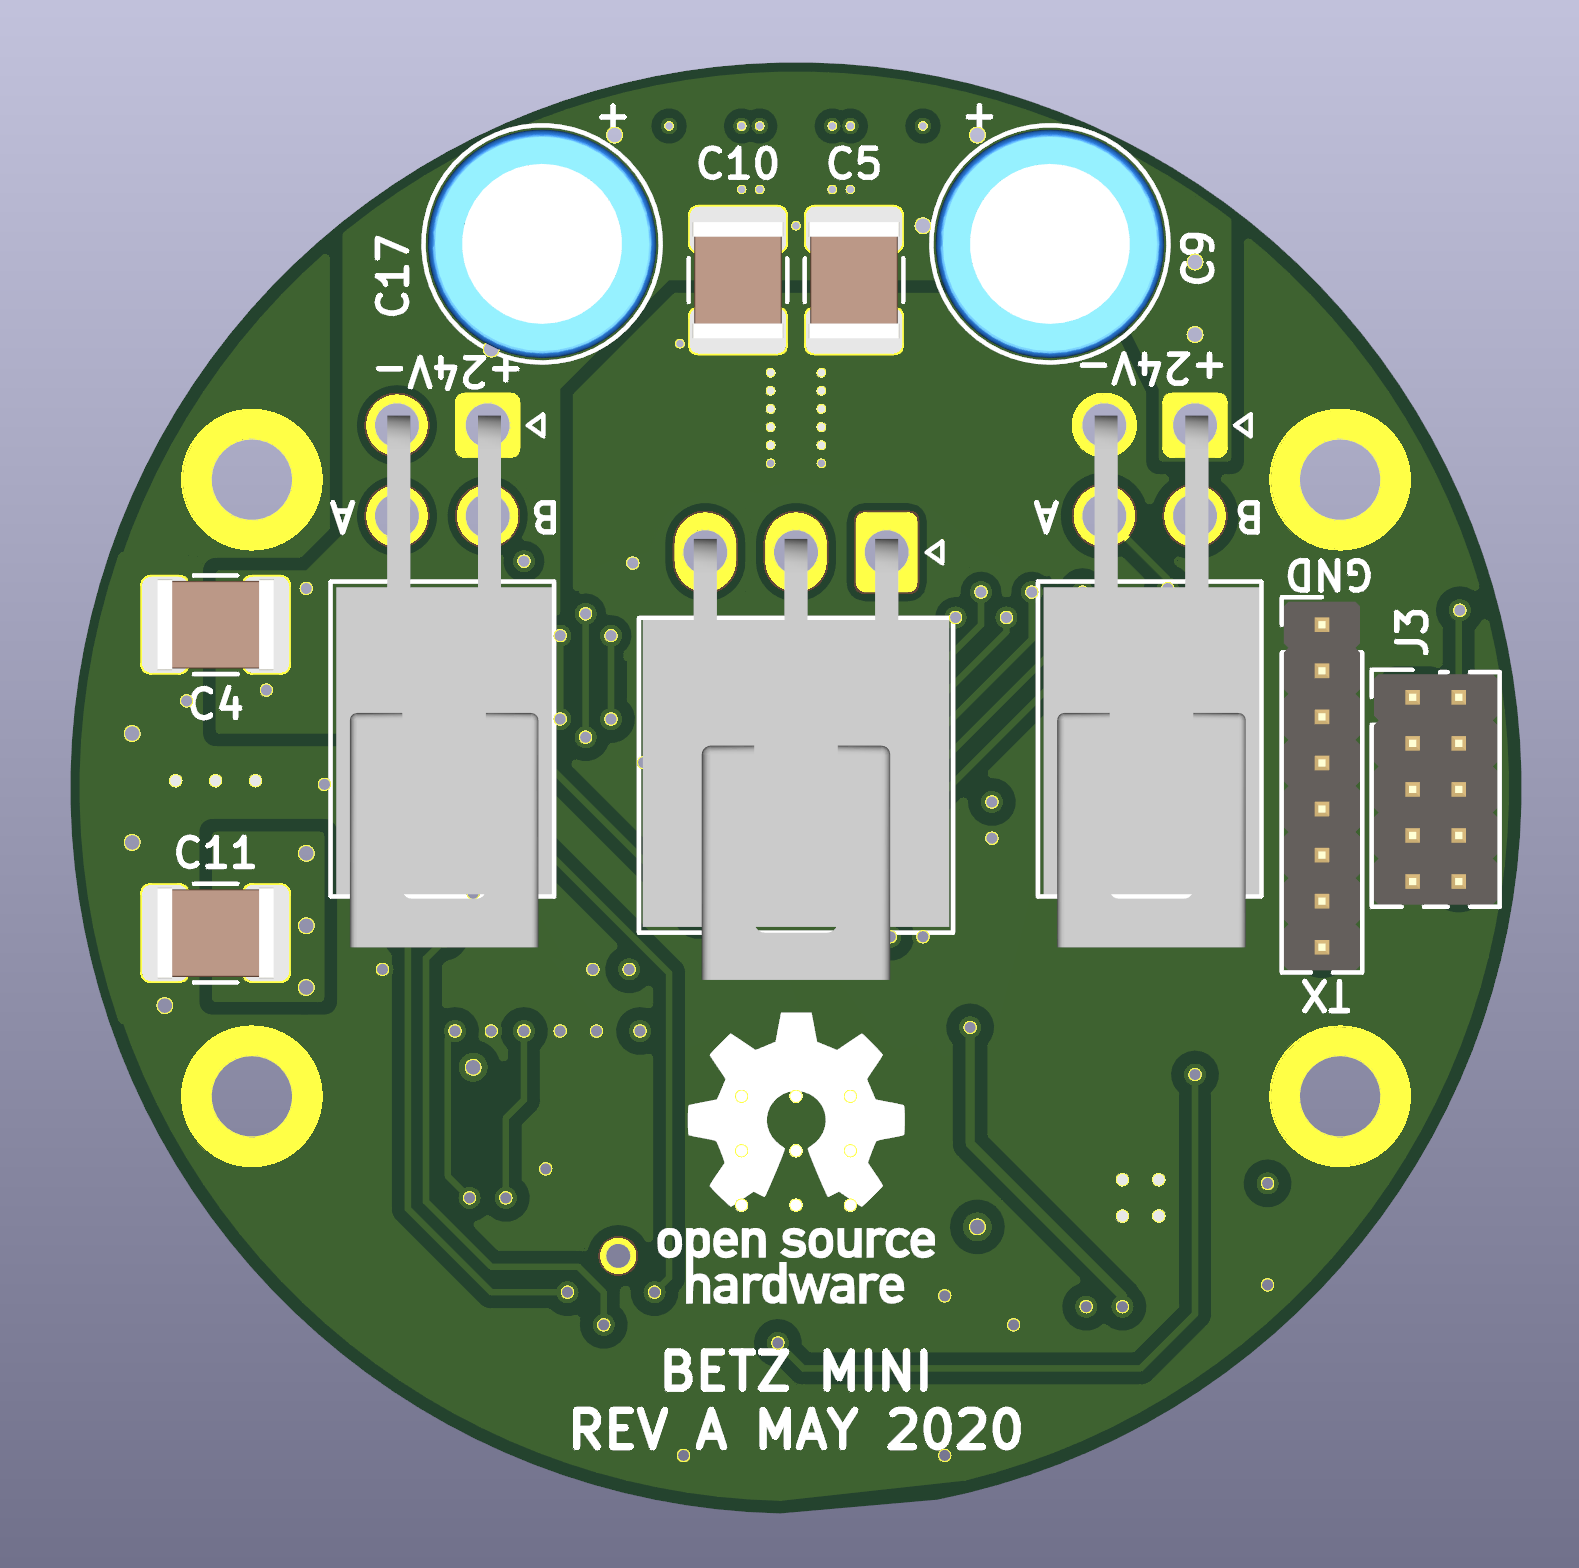 +
+
C10
C5
C17
C9
+24V-
+24V-
A
B
A
B
GND
J3
C4
C11
TX
open source
hardware
BETZ MINI
REV A MAY 2020